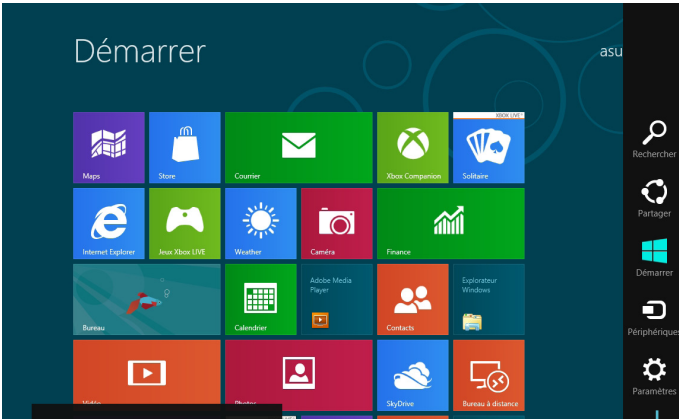 Démarrer
asu
XBOX LIVE
Maps
Store
Courrier
Xbox Companion
Solitaire
Rechercher
Partager
Internet Explorer
Jeux Xbox LIVE
Weather
Caméra
Finance
Démarrer
Adobe Media
Player
Explorateur
Windows
Bureau
Calendrier
Contacts
Périphériques
SkyDrive
Bureau à distance
Paramètres